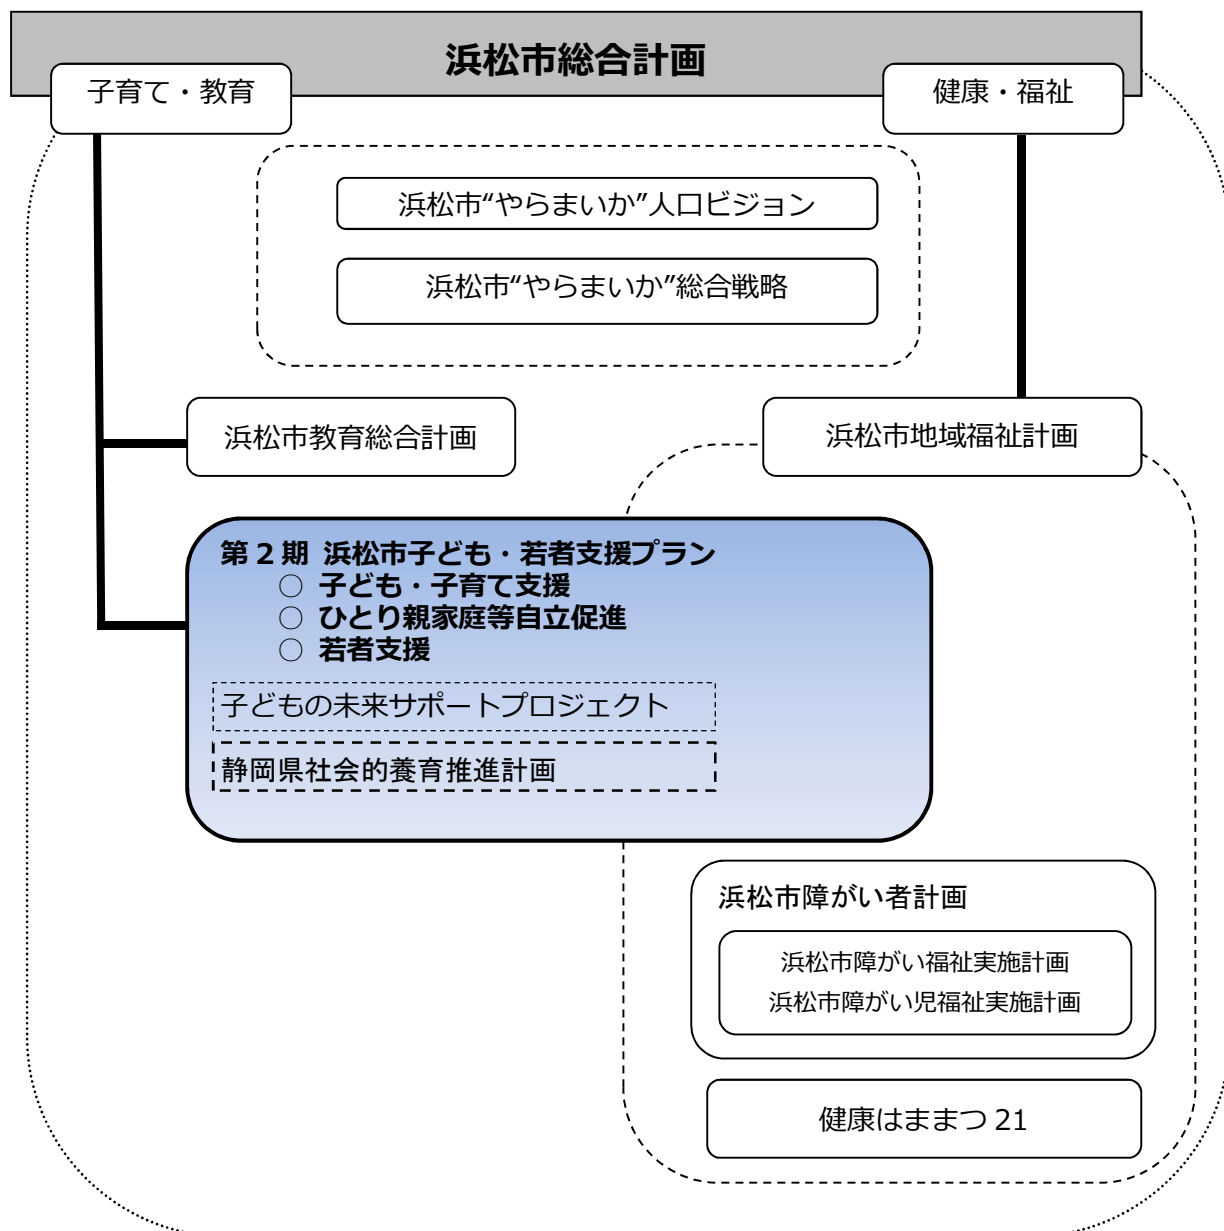 浜松市総合計画
子育て・教育
健康・福祉
浜松市“やらまいか”人口ビジョン
浜松市“やらまいか”総合戦略
浜松市教育総合計画
浜松市地域福祉計画
第2期 浜松市子ども・若者支援プラン
○ 子ども・子育て支援
○ ひとり親家庭等自立促進
○ 若者支援
子どもの未来サポートプロジェクト
静岡県社会的養育推進計画
浜松市障がい者計画
浜松市障がい福祉実施計画
浜松市障がい児福祉実施計画
健康はままつ 21